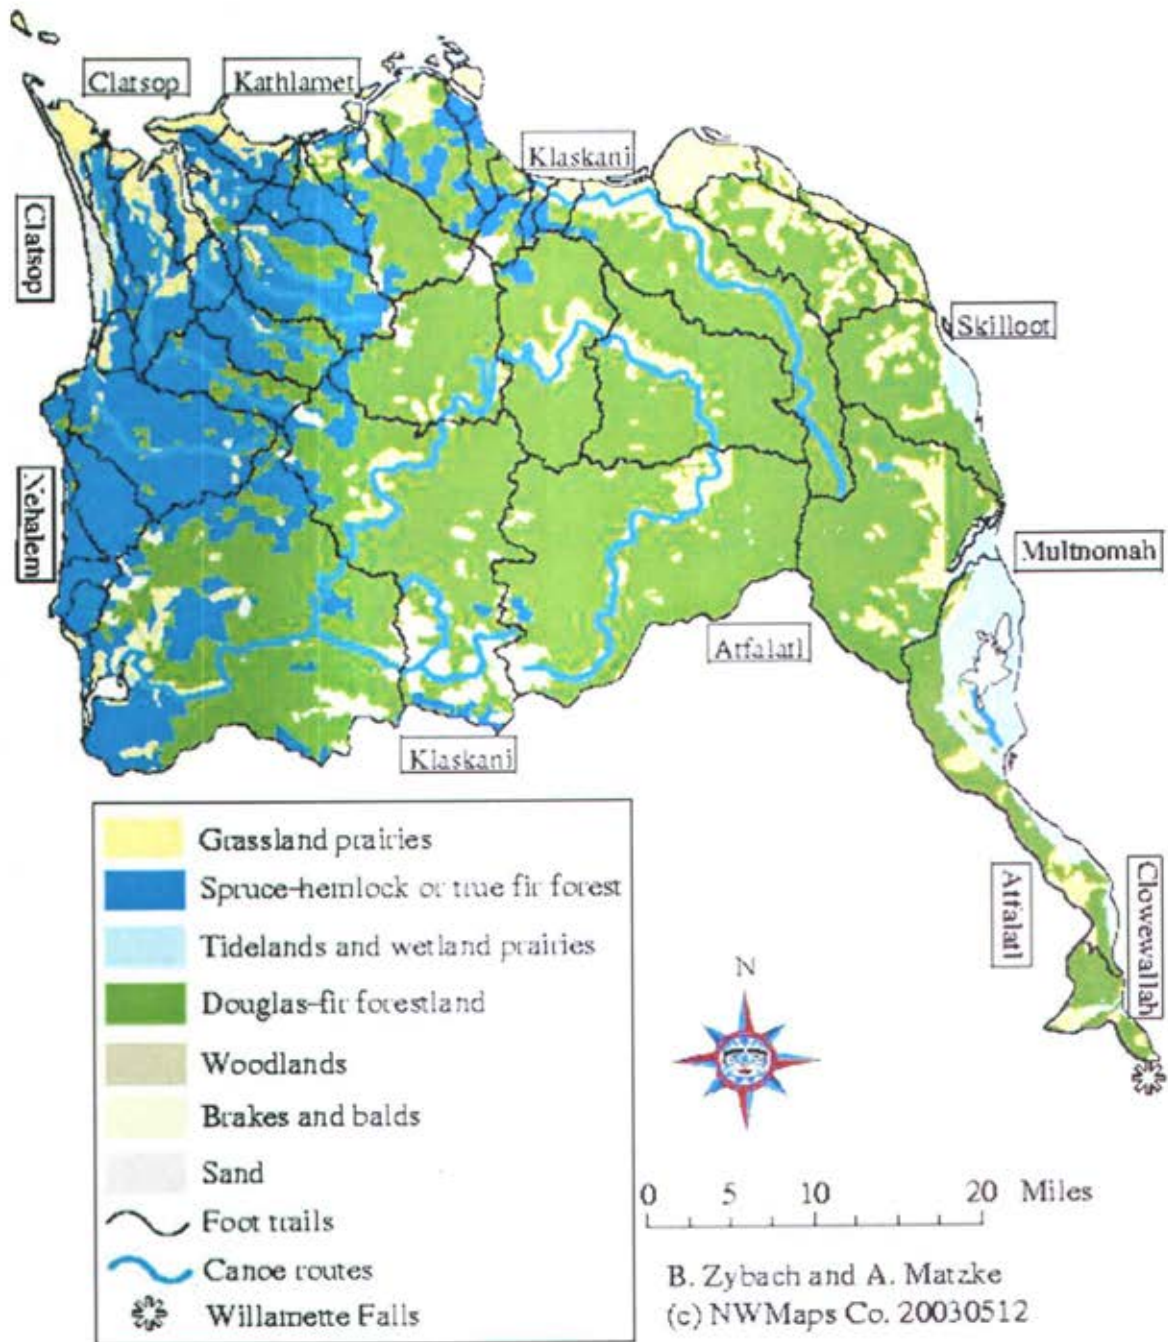 Clatsop
Kathlamet
Klaskani
Clatsop
Skilloot
Nehalem
Multnomah
Atfalatl
Klaskani
Atfalatl
Clowewallah
Grassland prairies
Spruce-hemlock or true fir forest
Tidelands and wetland prairies
Douglas-fir forestland
Woodlands
Brakes and balds
Sand
Foot trails
Canoe routes
Willamette Falls
N
0 5 10 20 Miles
B. Zybach and A. Matzke
(c) NWMaps Co. 20030512